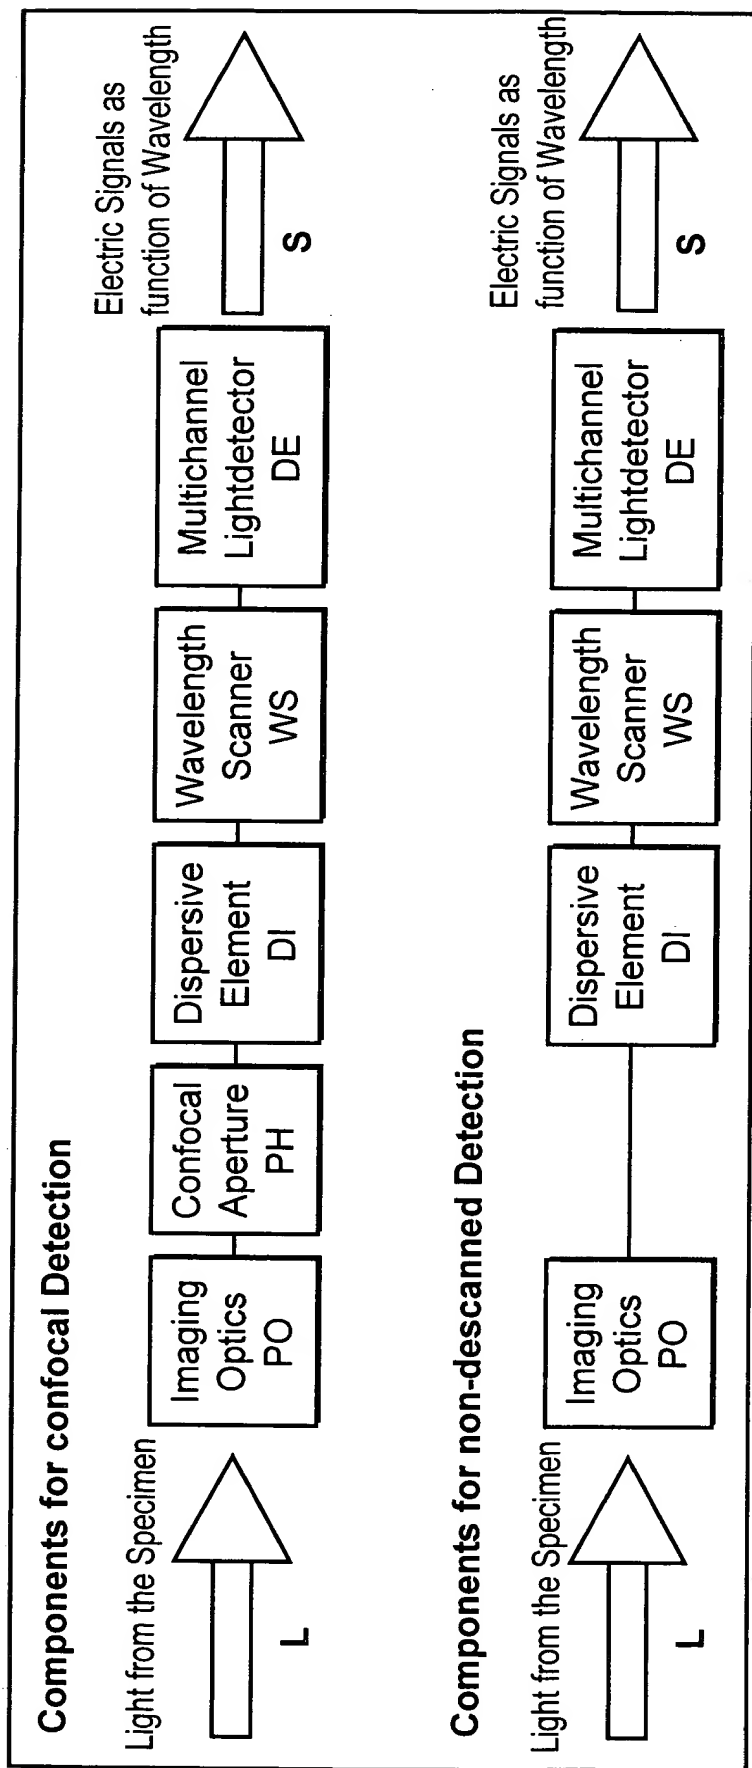 Components for confocal Detection
Light from the Specimen
L
Imaging
Optics
PO
Confocal
Aperture
PH
Dispersive
Element
DI
Wavelength
Scanner
WS
Multichannel
Lightdetector
DE
Electric Signals as
function of Wavelength
S
Components for non-descanned Detection
Light from the Specimen
L
Imaging
Optics
PO
Dispersive
Element
DI
Wavelength
Scanner
WS
Multichannel
Lightdetector
DE
Electric Signals as
function of Wavelength
S